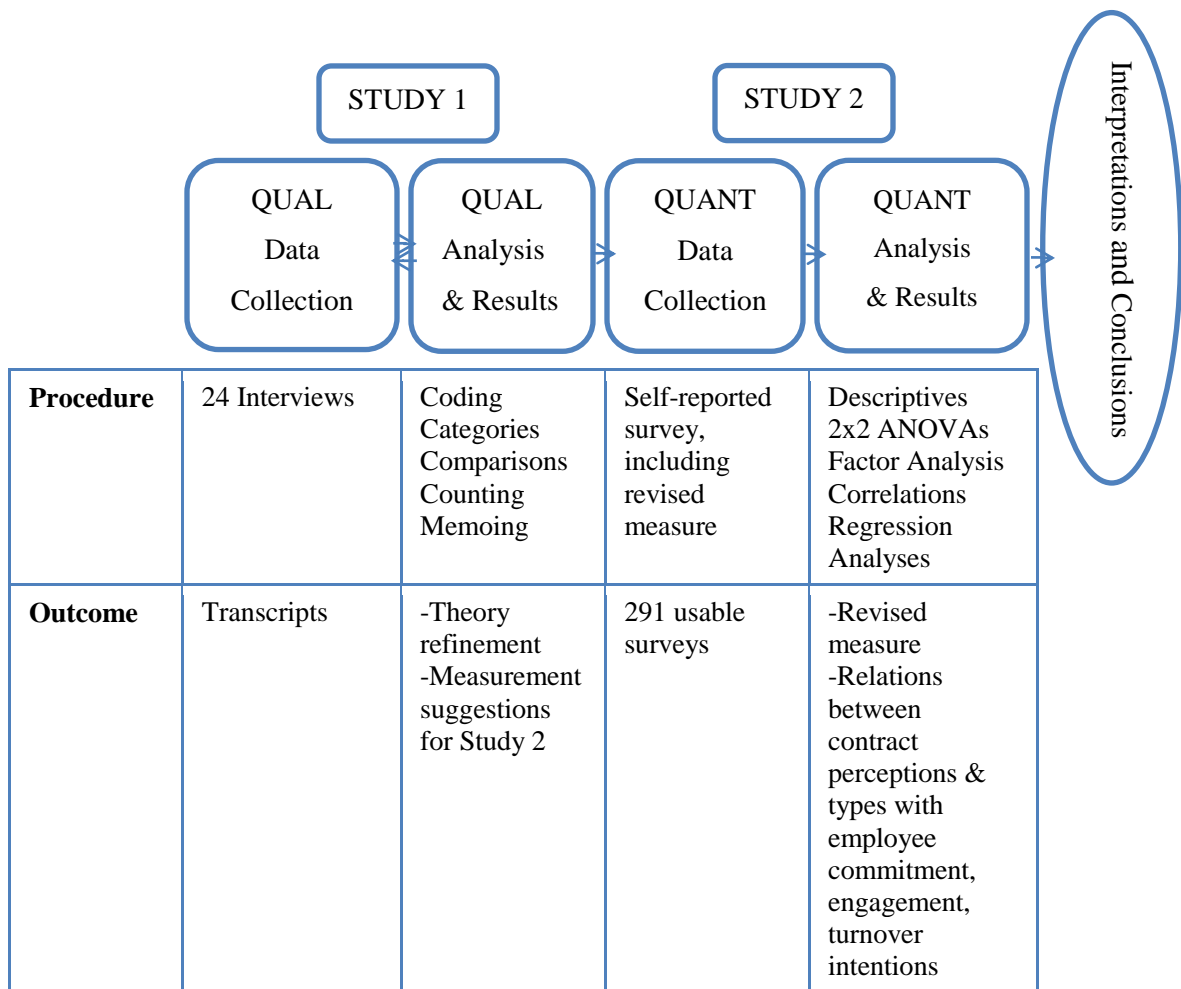 STUDY 1
STUDY 2
QUAL
Data
Collection
QUAL
Analysis
& Results
QUANT
Data
Collection
QUANT
Analysis
& Results
Interpretations and Conclusions
Procedure
24 Interviews
Coding
Categories
Comparisons
Counting
Memoing
Self-reported
survey,
including
revised
measure
Descriptives
2x2 ANOVAs
Factor Analysis
Correlations
Regression
Analyses
Outcome
Transcripts
-Theory
refinement
-Measurement
suggestions
for Study 2
291 usable
surveys
-Revised
measure
-Relations
between
contract
perceptions &
types with
employee
commitment,
engagement,
turnover
intentions